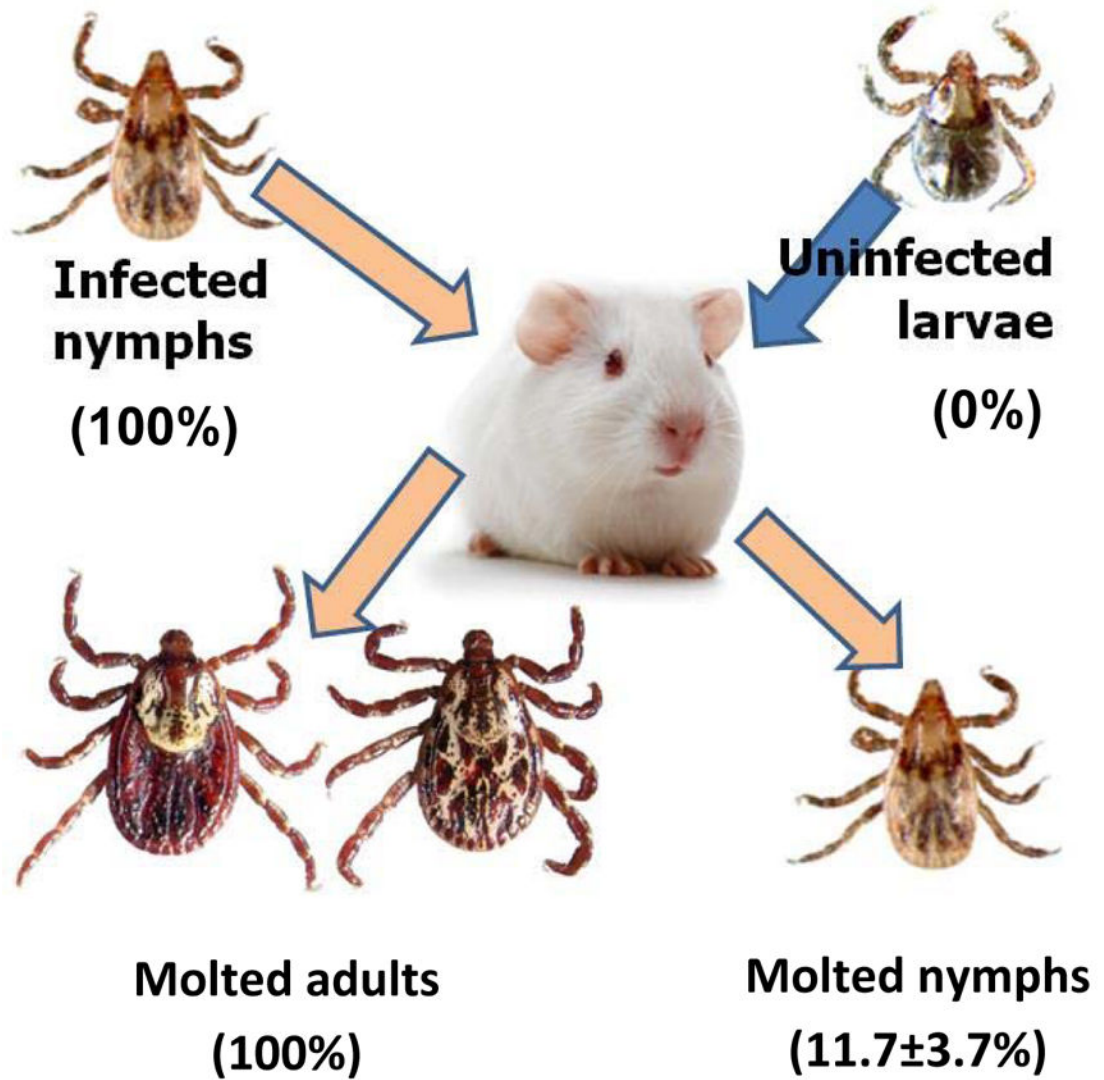 Infected
nymphs
(100%)
Uninfected
larvae
(0%)
Molted adults
(100%)
Molted nymphs
(11.7±3.7%)